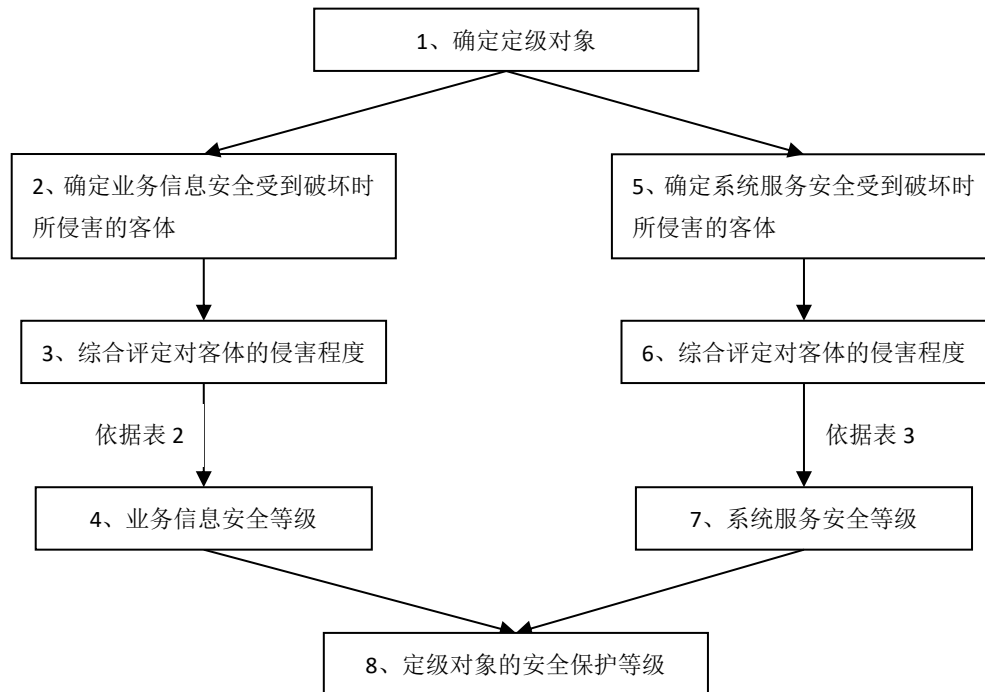 1、确定定级对象
2、确定业务信息安全受到破坏时
所侵害的客体
5、确定系统服务安全受到破坏时
所侵害的客体
3、综合评定对客体的侵害程度
6、综合评定对客体的侵害程度
依据表 2
依据表 3
4、业务信息安全等级
7、系统服务安全等级
8、定级对象的安全保护等级